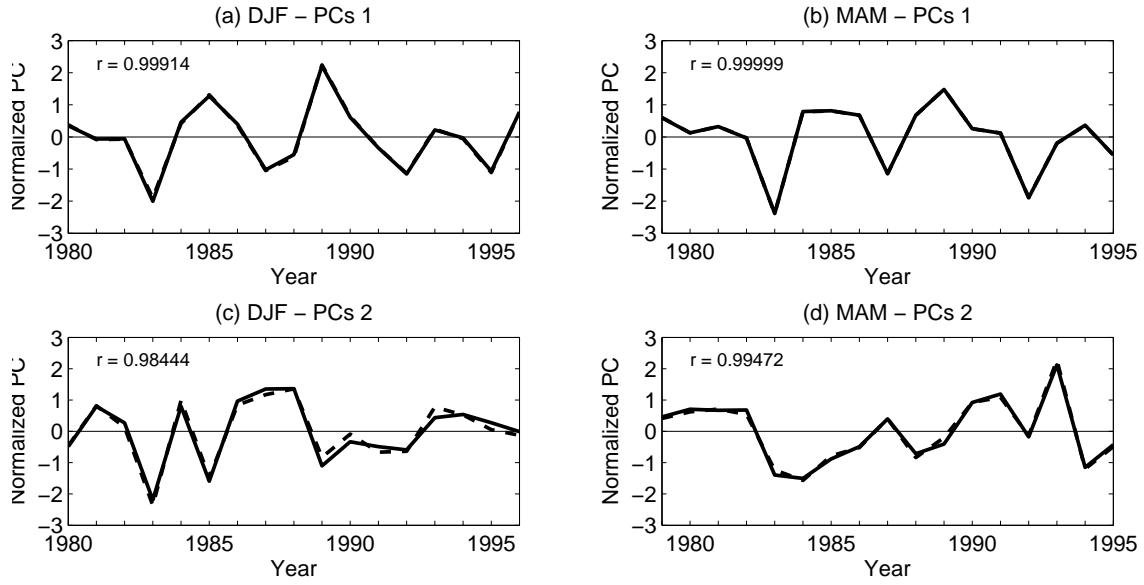 (a) DJF − PCs 1
3
2
1
0
−1
−2
−3
Normalized PC
r = 0.99914
1980
1985
1990
1995
Year
(b) MAM − PCs 1
3
2
1
0
−1
−2
−3
Normalized PC
r = 0.99999
1980
1985
1990
1995
Year
(c) DJF − PCs 2
3
2
1
0
−1
−2
−3
Normalized PC
r = 0.98444
1980
1985
1990
1995
Year
(d) MAM − PCs 2
3
2
1
0
−1
−2
−3
Normalized PC
r = 0.99472
1980
1985
1990
1995
Year